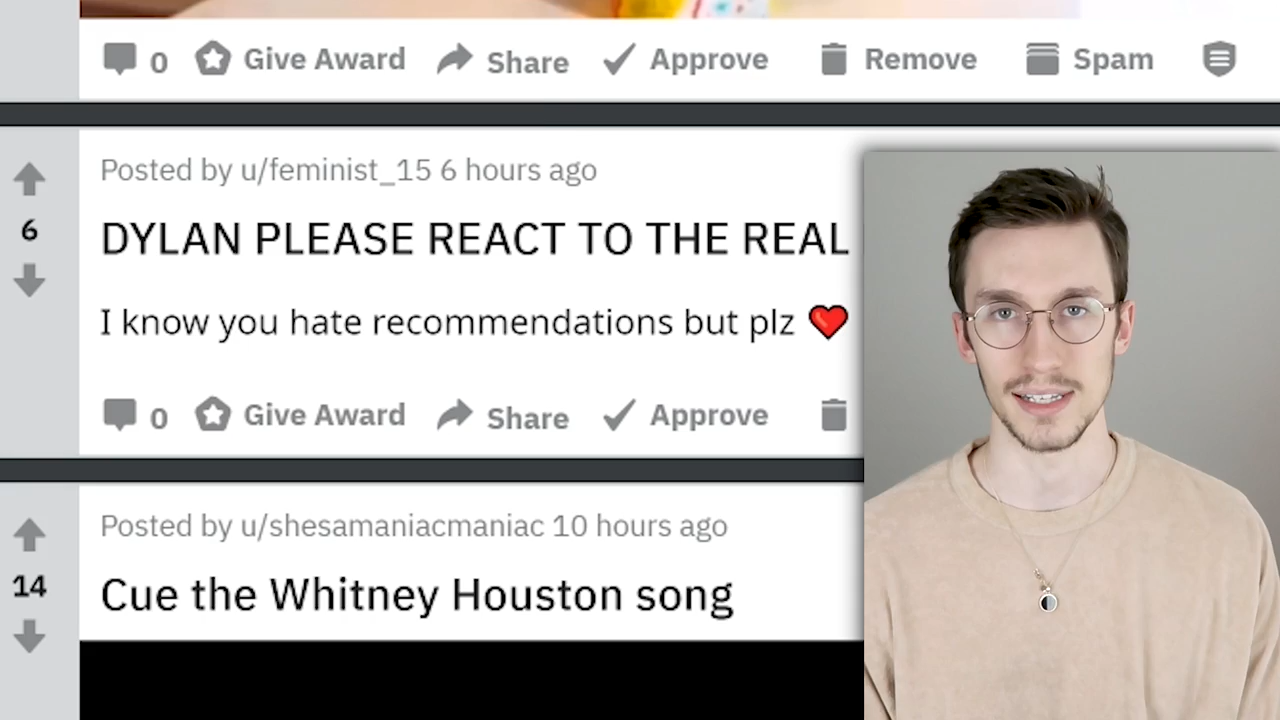 0 Give Award Share Approve Remove Spam
Posted by u/feminist_15 6 hours ago
6
DYLAN PLEASE REACT TO THE REAL
I know you hate recommendations but plz ❤️
0 Give Award Share Approve
Posted by u/shesamaniacmaniac 10 hours ago
14
Cue the Whitney Houston song